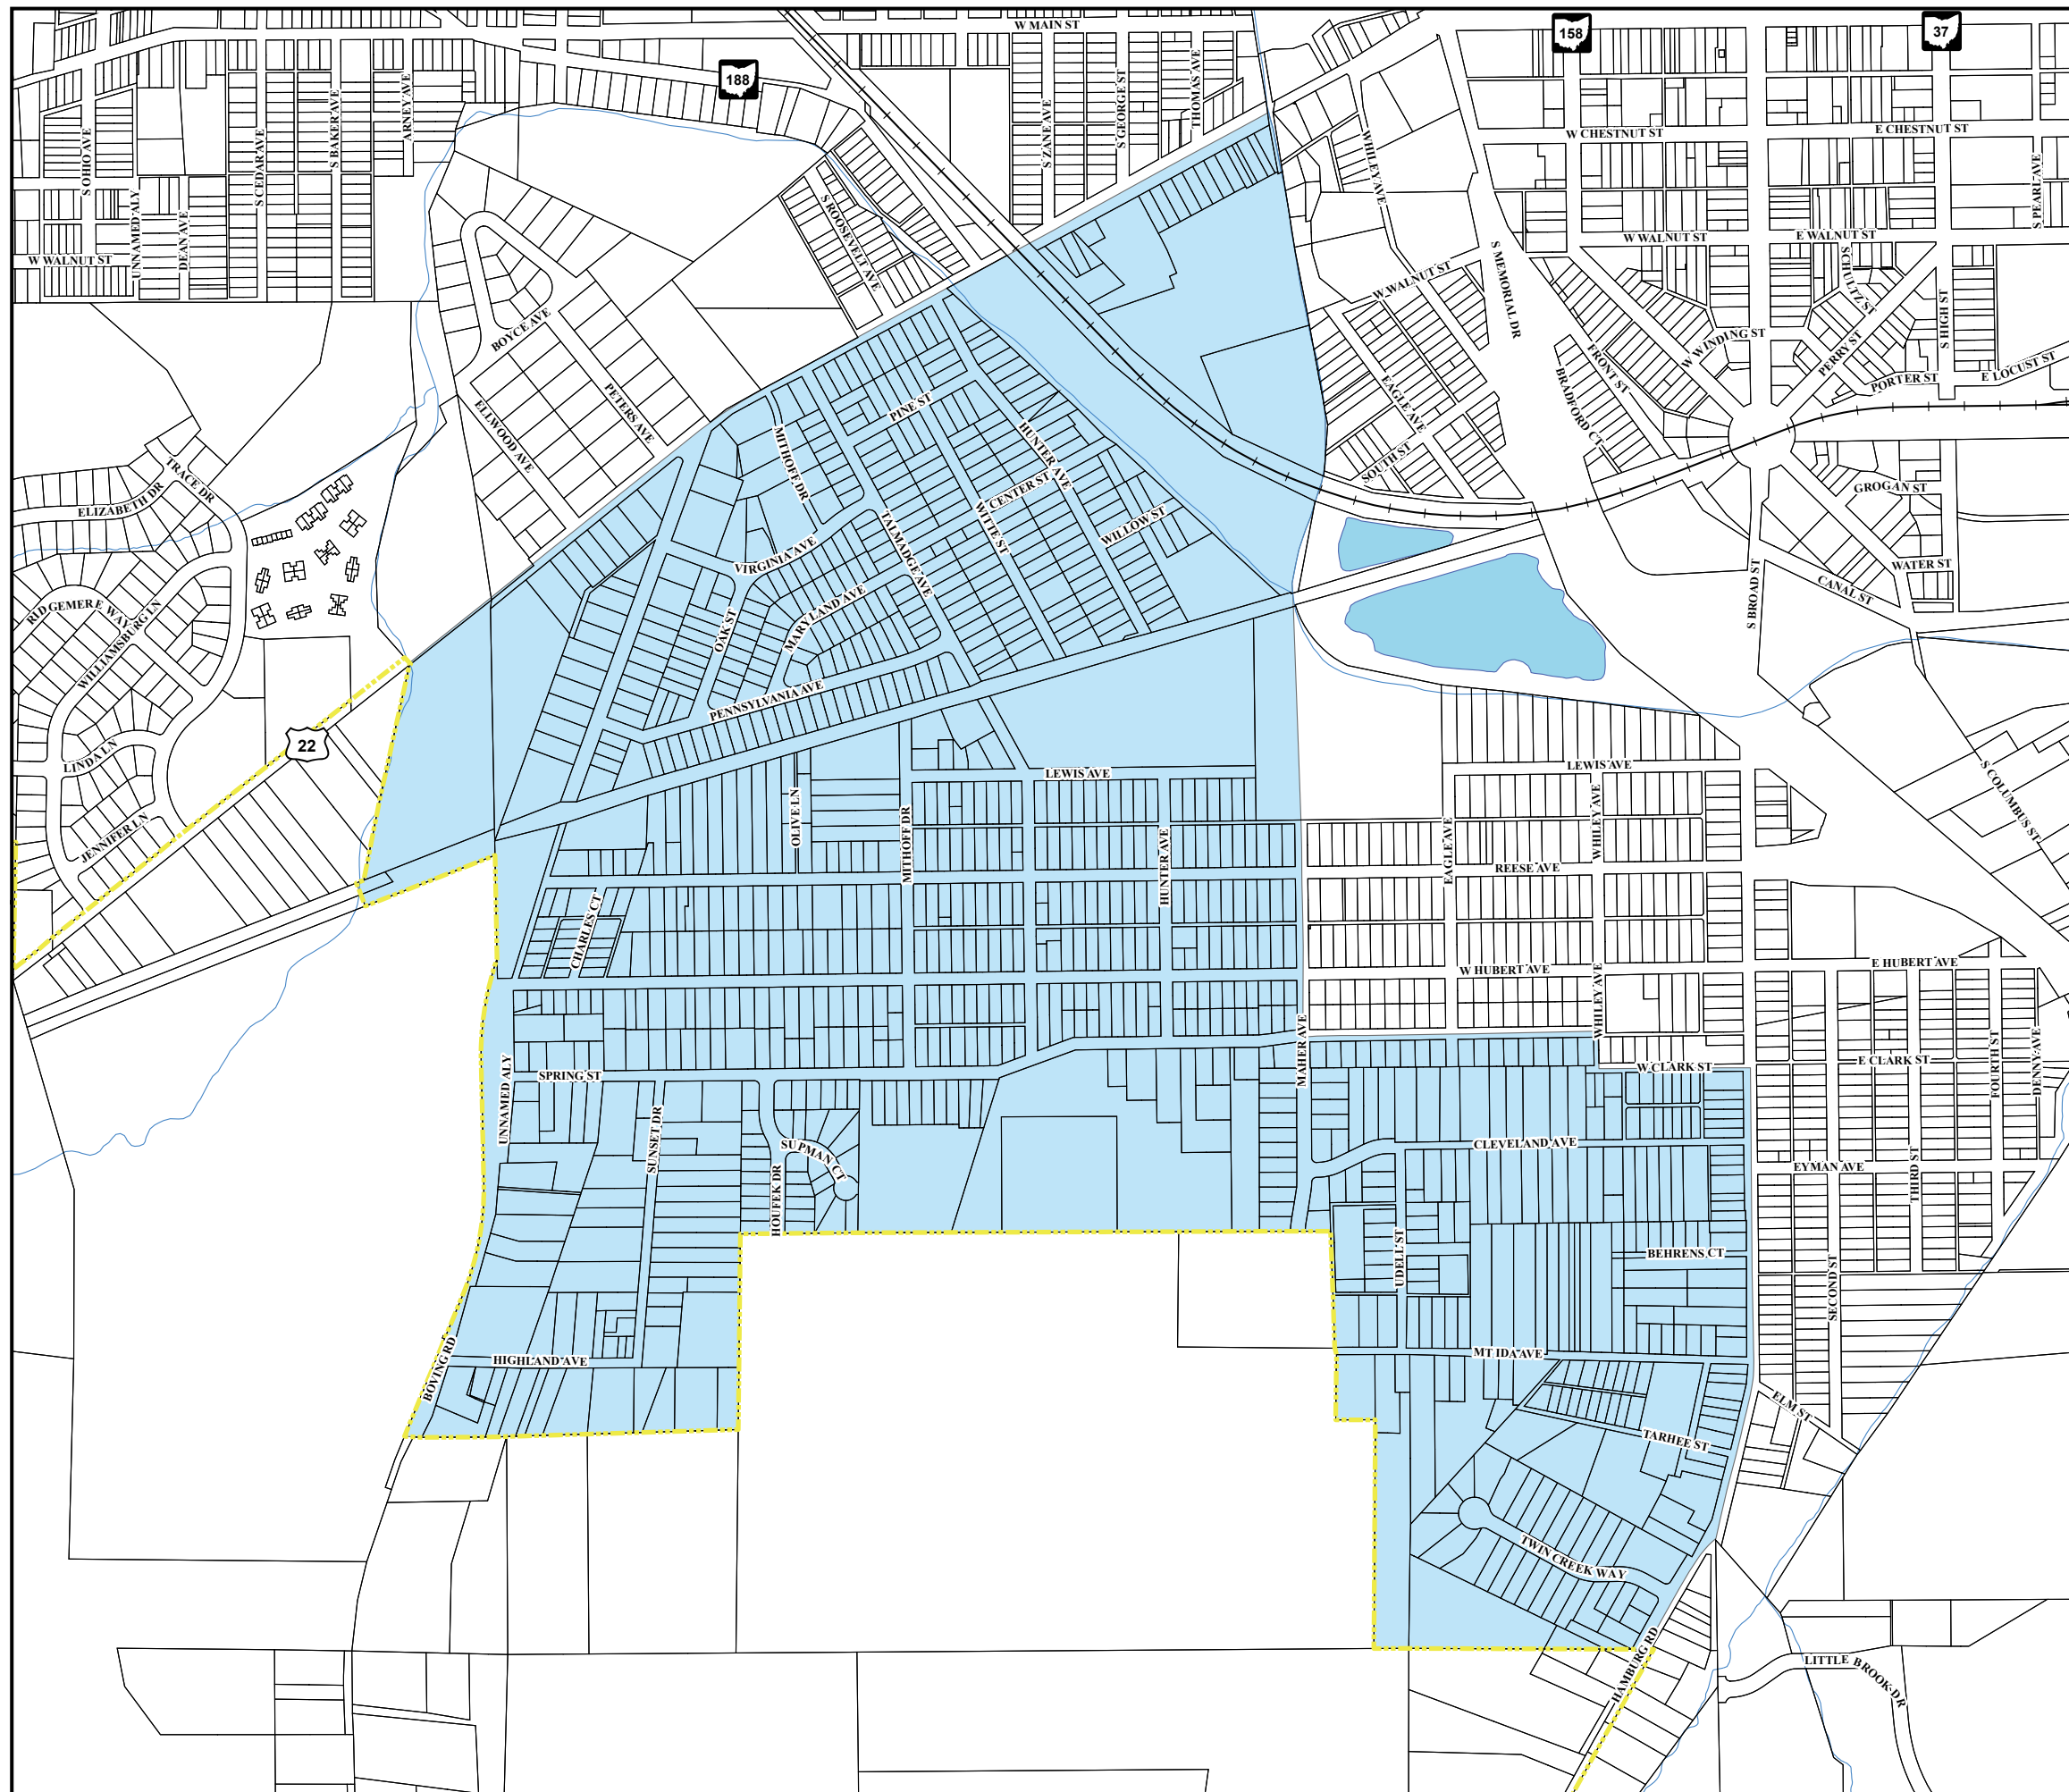 W MAIN ST
158
37
188
THOMAS AVE
S GEORGE ST
S ZANE AVE
ARNEY AVE
S BAKER AVE
S CEDAR AVE
S OHIO AVE
UNNAMED ALY
DEAN AVE
W WALNUT ST
WHILEY AVE
W CHESTNUT ST
E CHESTNUT ST
S PEARL AVE
S ROOSEVELT AVE
W WALNUT ST
E WALNUT ST
W WALNUT ST
S MEMORIAL DR
SCHULTZ ST
S HIGH ST
BOYCE AVE
W WINDING ST
PERRY ST
E LOCUST ST
PORTER ST
FRONT ST
BRADFORD CT
EAGLE AVE
SOUTH ST
PETERS AVE
ELLWOOD AVE
PINE ST
MITHOFF DR
HUNTER AVE
CENTER ST
WITTE ST
WILLOW ST
TALMADGE AVE
VIRGINIA AVE
MARYLAND AVE
OAK ST
PENNSYLVANIA AVE
TRACE DR
ELIZABETH DR
RIDGEMERE WAY
WILLIAMSBURG LN
LINDA LN
JENNIFER LN
22
GROGAN ST
WATER ST
CANAL ST
S BROAD ST
S COLUMBUS ST
LEWIS AVE
LEWIS AVE
OLIVE LN
MITHOFF DR
HUNTER AVE
EAGLE AVE
WHILEY AVE
REESE AVE
CHARLES CT
W HUBERT AVE
E HUBERT AVE
WHILEY AVE
MAHER AVE
FOURTH ST
DENNY AVE
E CLARK ST
W CLARK ST
UNNAMED ALY
SPRING ST
SUNSET DR
SUPMAN CT
HOUFEK DR
CLEVELAND AVE
EYMAN AVE
THIRD ST
UDELL ST
BEHRENS CT
SECOND ST
BOVING RD
HIGHLAND AVE
MT IDA AVE
ELM ST
TARHEE ST
TWIN CREEK WAY
HAMBURG RD
LITTLE BROOK DR